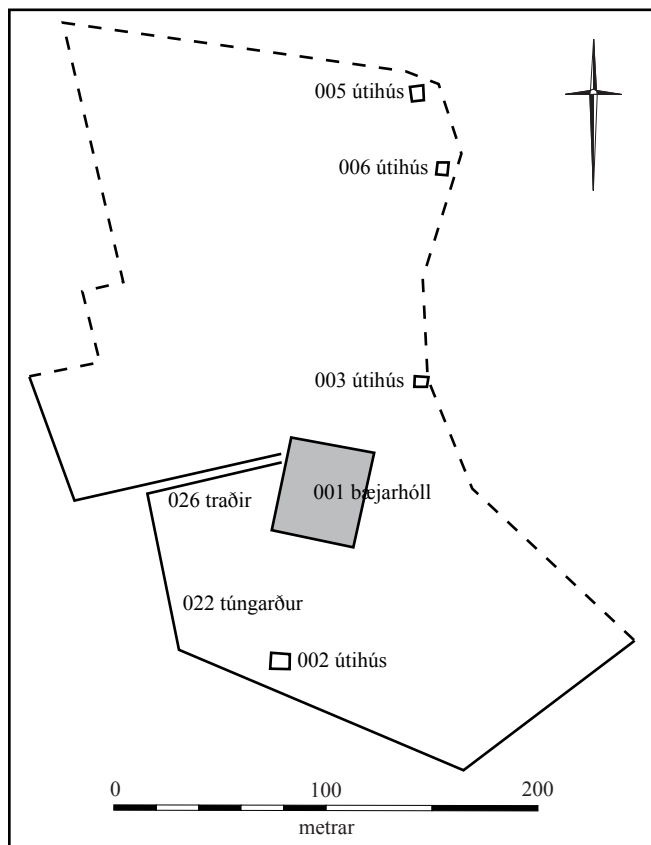 005 útihús
006 útihús
003 útihús
001 bæjarhóll
026 traðir
022 túngarður
002 útihús
0 100 200
metrar